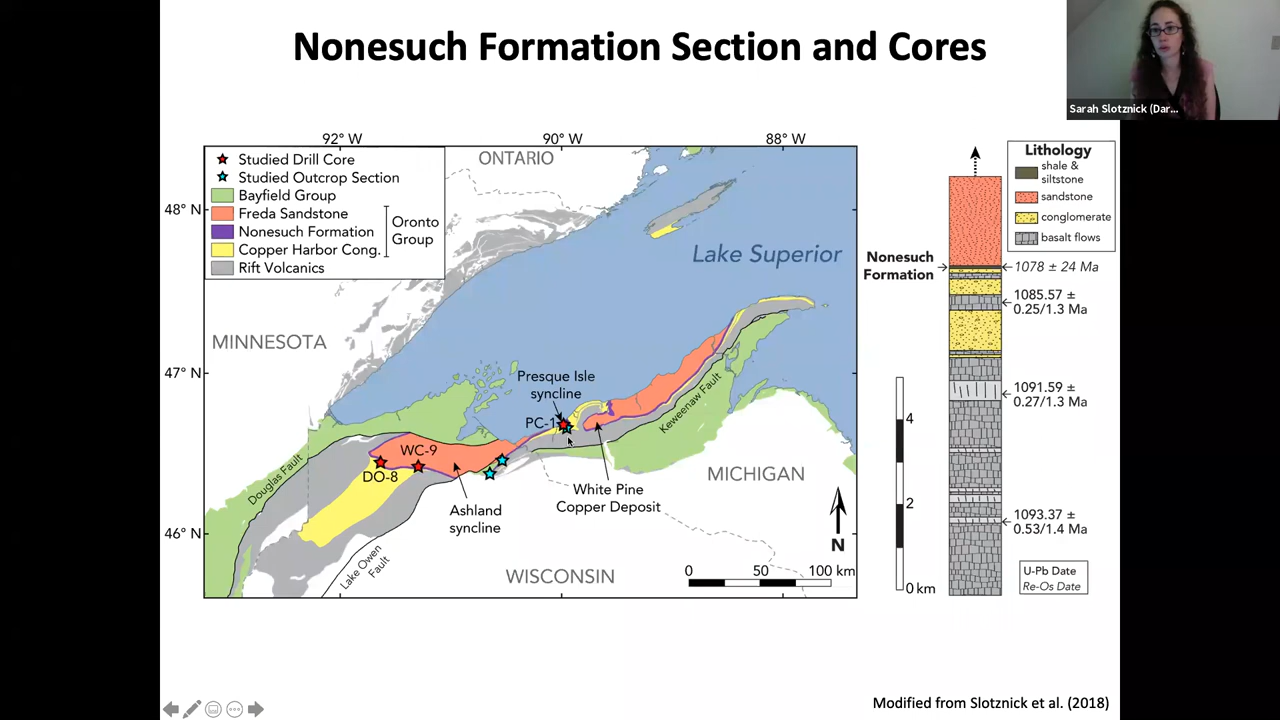 Nonesuch Formation Section and Cores
Sarah Slotznick (Dar...
92° W
90° W
88° W
48° N
47° N
46° N
Studied Drill Core
Studied Outcrop Section
Bayfield Group
Freda Sandstone
Nonesuch Formation
Copper Harbor Cong.
Rift Volcanics
Oronto
Group
ONTARIO
Lake Superior
MINNESOTA
Presque Isle
syncline
PC-1
Keweenaw Fault
WC-9
DO-8
Douglas Fault
MICHIGAN
White Pine
Copper Deposit
Ashland
syncline
Lake Owen
Fault
WISCONSIN
N
0 50 100 km
Lithology
shale &
siltstone
sandstone
conglomerate
basalt flows
Nonesuch
Formation
1078 ± 24 Ma
1085.57 ±
0.25/1.3 Ma
1091.59 ±
0.27/1.3 Ma
1093.37 ±
0.53/1.4 Ma
4
2
0 km
U-Pb Date
Re-Os Date
Modified from Slotznick et al. (2018)